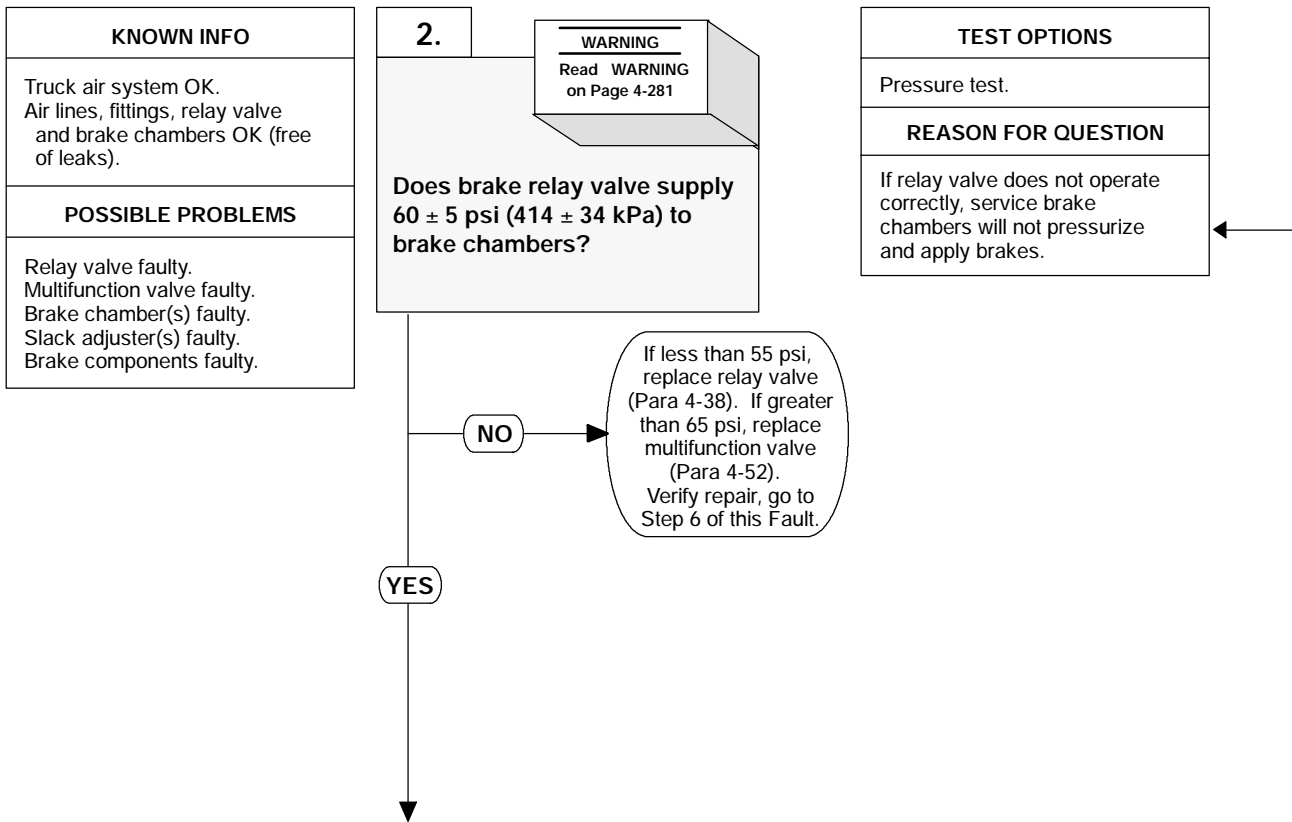 KNOWN INFO
Truck air system OK.
Air lines, fittings, relay valve
and brake chambers OK (free
of leaks).
POSSIBLE PROBLEMS
Relay valve faulty.
Multifunction valve faulty.
Brake chamber(s) faulty.
Slack adjuster(s) faulty.
Brake components faulty.
2.
WARNING
Read WARNING
on Page 4-281
Does brake relay valve supply
60 ± 5 psi (414 ± 34 kPa) to
brake chambers?
TEST OPTIONS
Pressure test.
REASON FOR QUESTION
If relay valve does not operate
correctly, service brake
chambers will not pressurize
and apply brakes.
NO
If less than 55 psi,
replace relay valve
(Para 4-38). If greater
than 65 psi, replace
multifunction valve
(Para 4-52).
Verify repair, go to
Step 6 of this Fault.
YES